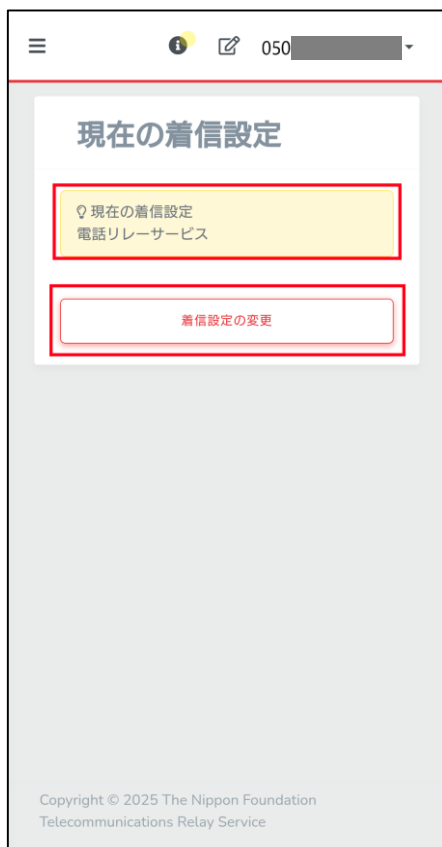 050
現在の着信設定
現在の着信設定
電話リレーサービス
着信設定の変更
Copyright © 2025 The Nippon Foundation
Telecommunications Relay Service